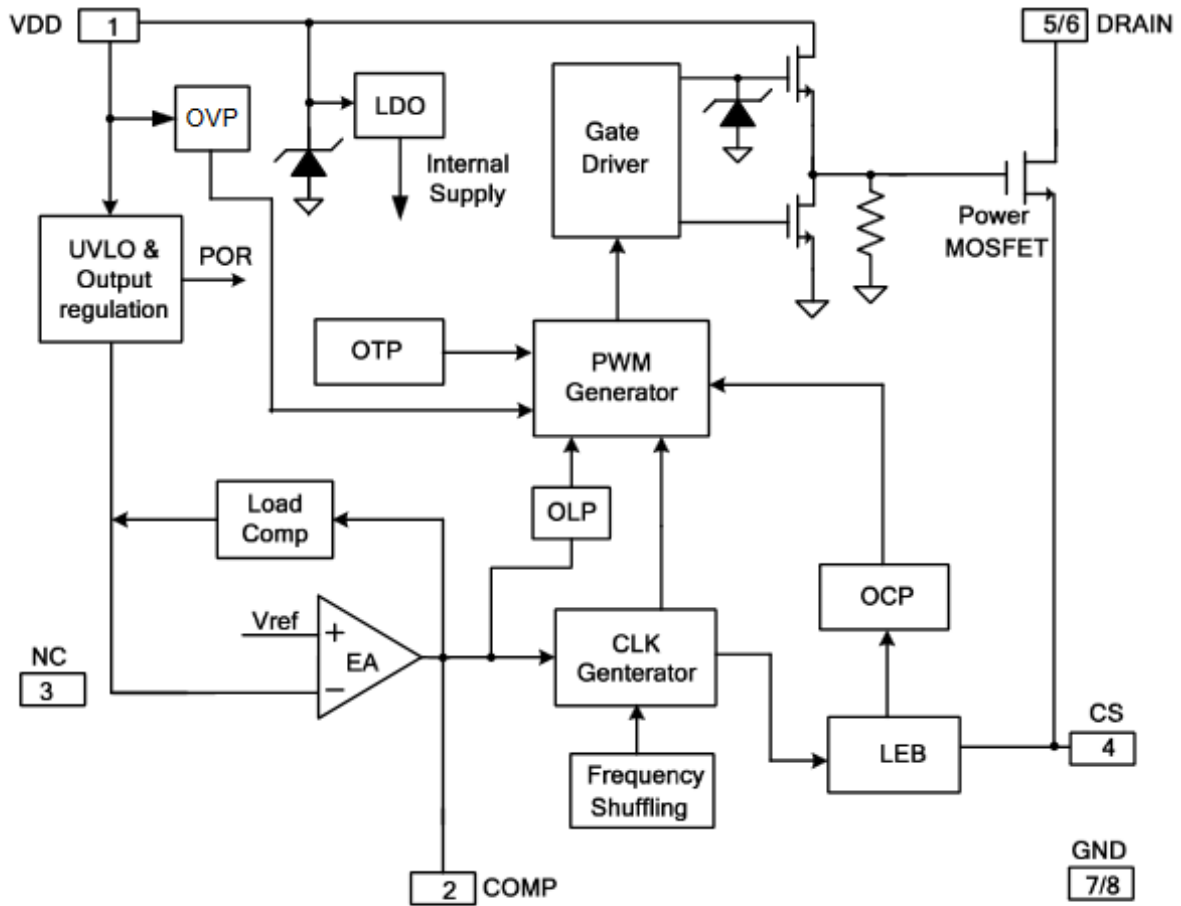 VDD
1
5/6
DRAIN
OVP
LDO
Gate
Driver
Internal
Supply
UVLO &
Output
regulation
POR
Power
MOSFET
OTP
PWM
Generator
Load
Comp
OLP
OCP
Vref
+
EA
−
CLK
Genterator
NC
3
CS
4
LEB
Frequency
Shuffling
2
COMP
GND
7/8